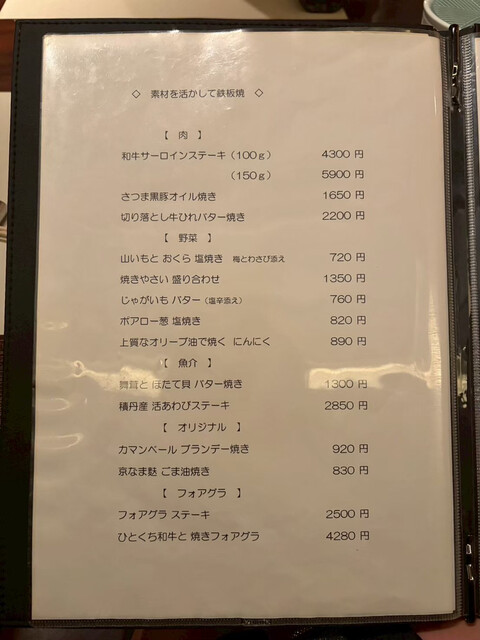 ◇ 素材を活かして鉄板焼 ◇
【 肉 】
和牛サーロインステーキ（100g） 4300 円
（150g） 5900 円
さつま黒豚オイル焼き 1650 円
切り落とし牛ひれバター焼き 2200 円
【 野菜 】
山いもと おくら 塩焼き 梅とわさび添え 720 円
焼きやさい 盛り合わせ 1350 円
じゃがいも バター（塩辛添え） 760 円
ポアロー葱 塩焼き 820 円
上質なオリーブ油で焼く にんにく 890 円
【 魚介 】
舞茸と ほたて貝 バター焼き 1300 円
積丹産 活あわびステーキ 2850 円
【 オリジナル 】
カマンベール ブランデー焼き 920 円
京なま麩 ごま油焼き 830 円
【 フォアグラ 】
フォアグラ ステーキ 2500 円
ひとくち和牛と 焼きフォアグラ 4280 円